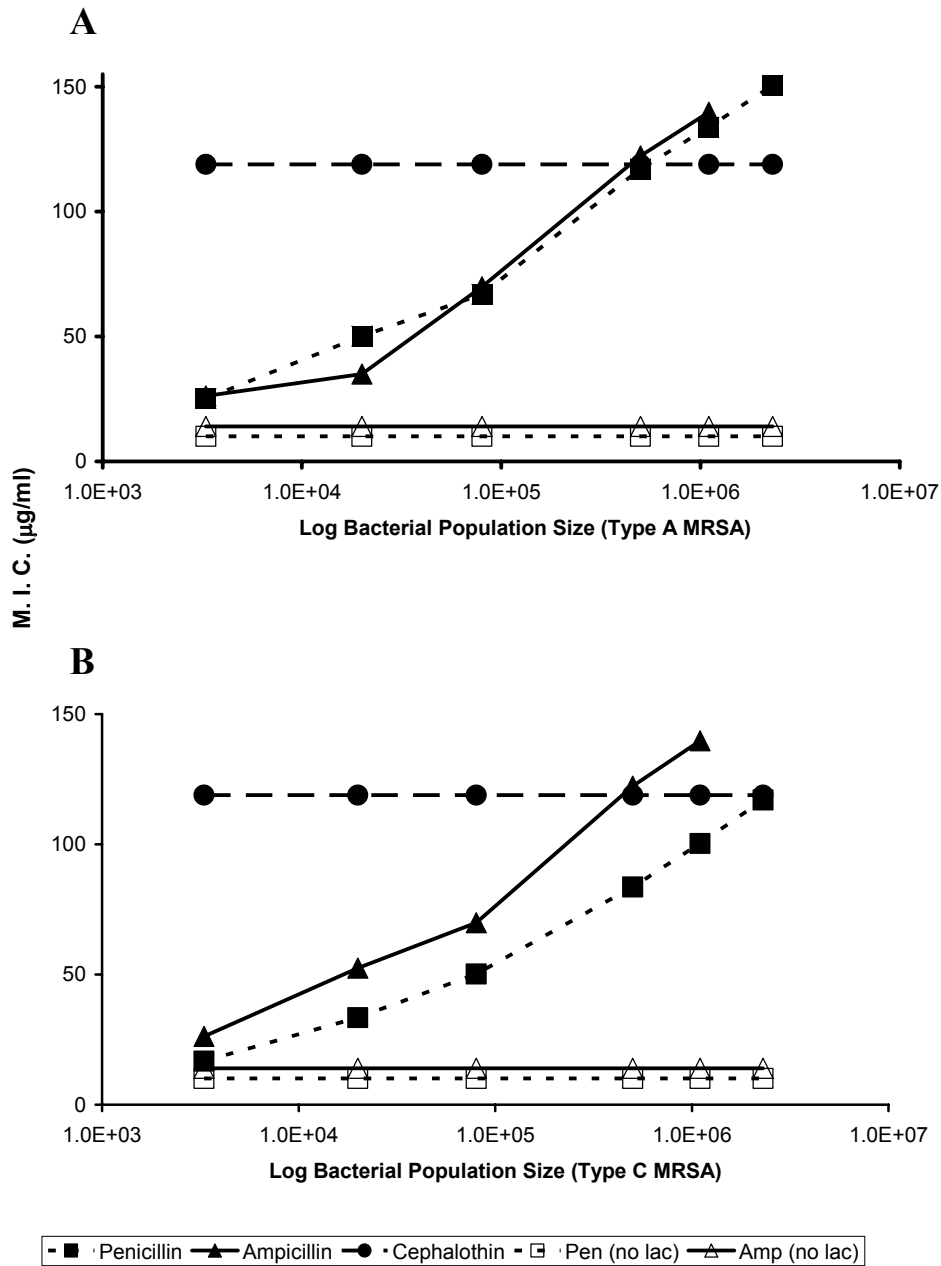 A
150
100
50
0
1.0E+03 1.0E+04 1.0E+05 1.0E+06 1.0E+07
Log Bacterial Population Size (Type A MRSA)
M. I. C. (μg/ml)
B
150
100
50
0
1.0E+03 1.0E+04 1.0E+05 1.0E+06 1.0E+07
Log Bacterial Population Size (Type C MRSA)
Penicillin Ampicillin Cephalothin Pen (no lac) Amp (no lac)